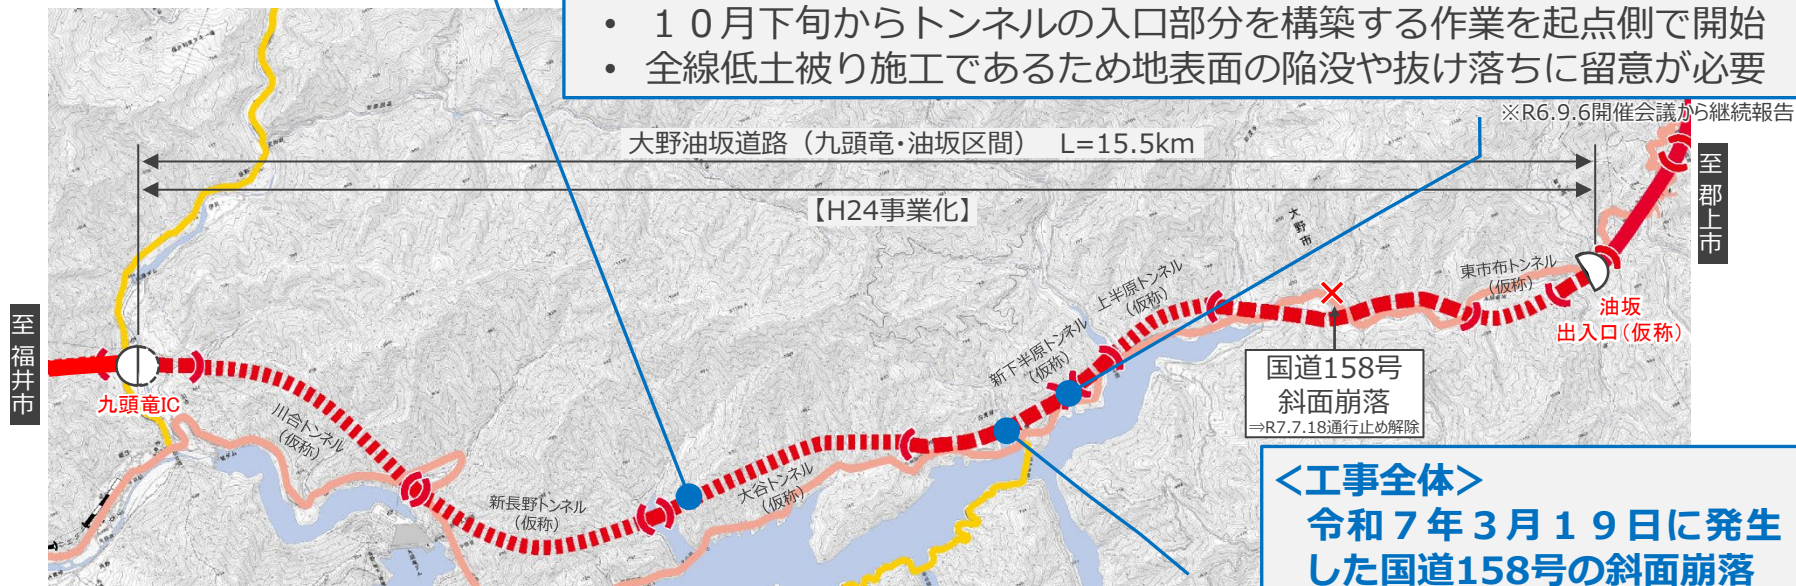 • １０月下旬からトンネルの入口部分を構築する作業を起点側で開始
• 全線低土被り施工であるため地表面の陥没や抜け落ちに留意が必要
※R6.9.6開催会議から継続報告
大野油坂道路（九頭竜・油坂区間） L=15.5km
【H24事業化】
至 郡上市
大野市
東市布トンネル
（仮称）
上半原トンネル
（仮称）
油坂
出入口（仮称）
至 福井市
新下半原トンネル
（仮称）
国道158号
斜面崩落
⇒R7.7.18通行止め解除
九頭竜IC
川合トンネル
（仮称）
大谷トンネル
（仮称）
新長野トンネル
（仮称）
＜工事全体＞
令和７年３月１９日に発生
した国道158号の斜面崩落